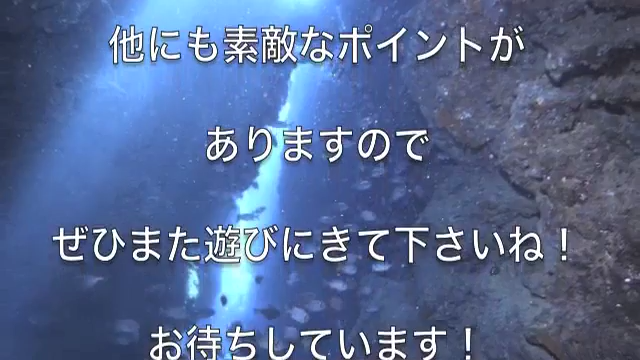 他にも素敵なポイントが
ありますので
ぜひまた遊びにきて下さいね！
お待ちしています！